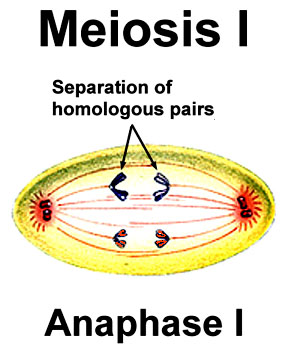 Meiosis I
Separation of
homologous pairs
Anaphase I